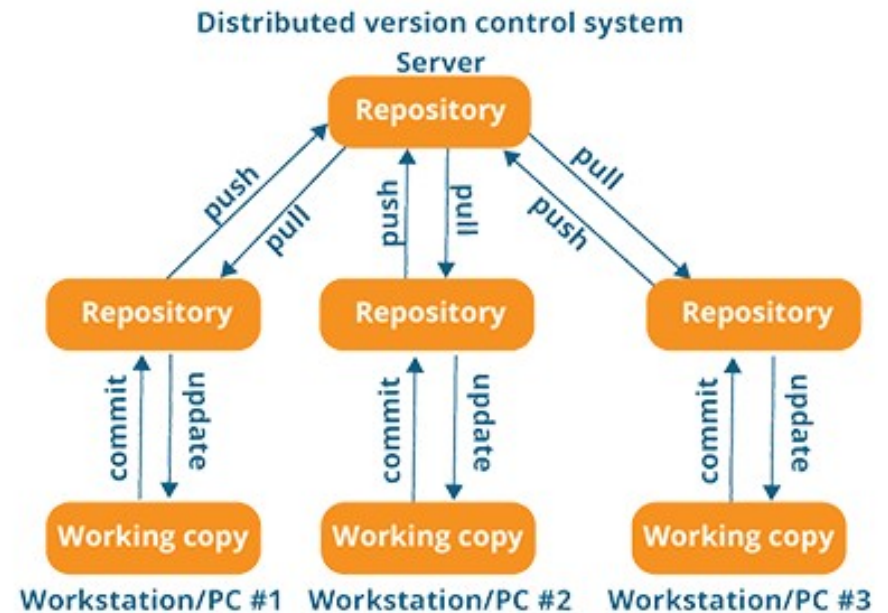 Distributed version control system
Server
Repository
push
pull
push
pull
push
pull
Repository
Repository
Repository
commit
update
commit
update
commit
update
Working copy
Working copy
Working copy
Workstation/PC #1
Workstation/PC #2
Workstation/PC #3